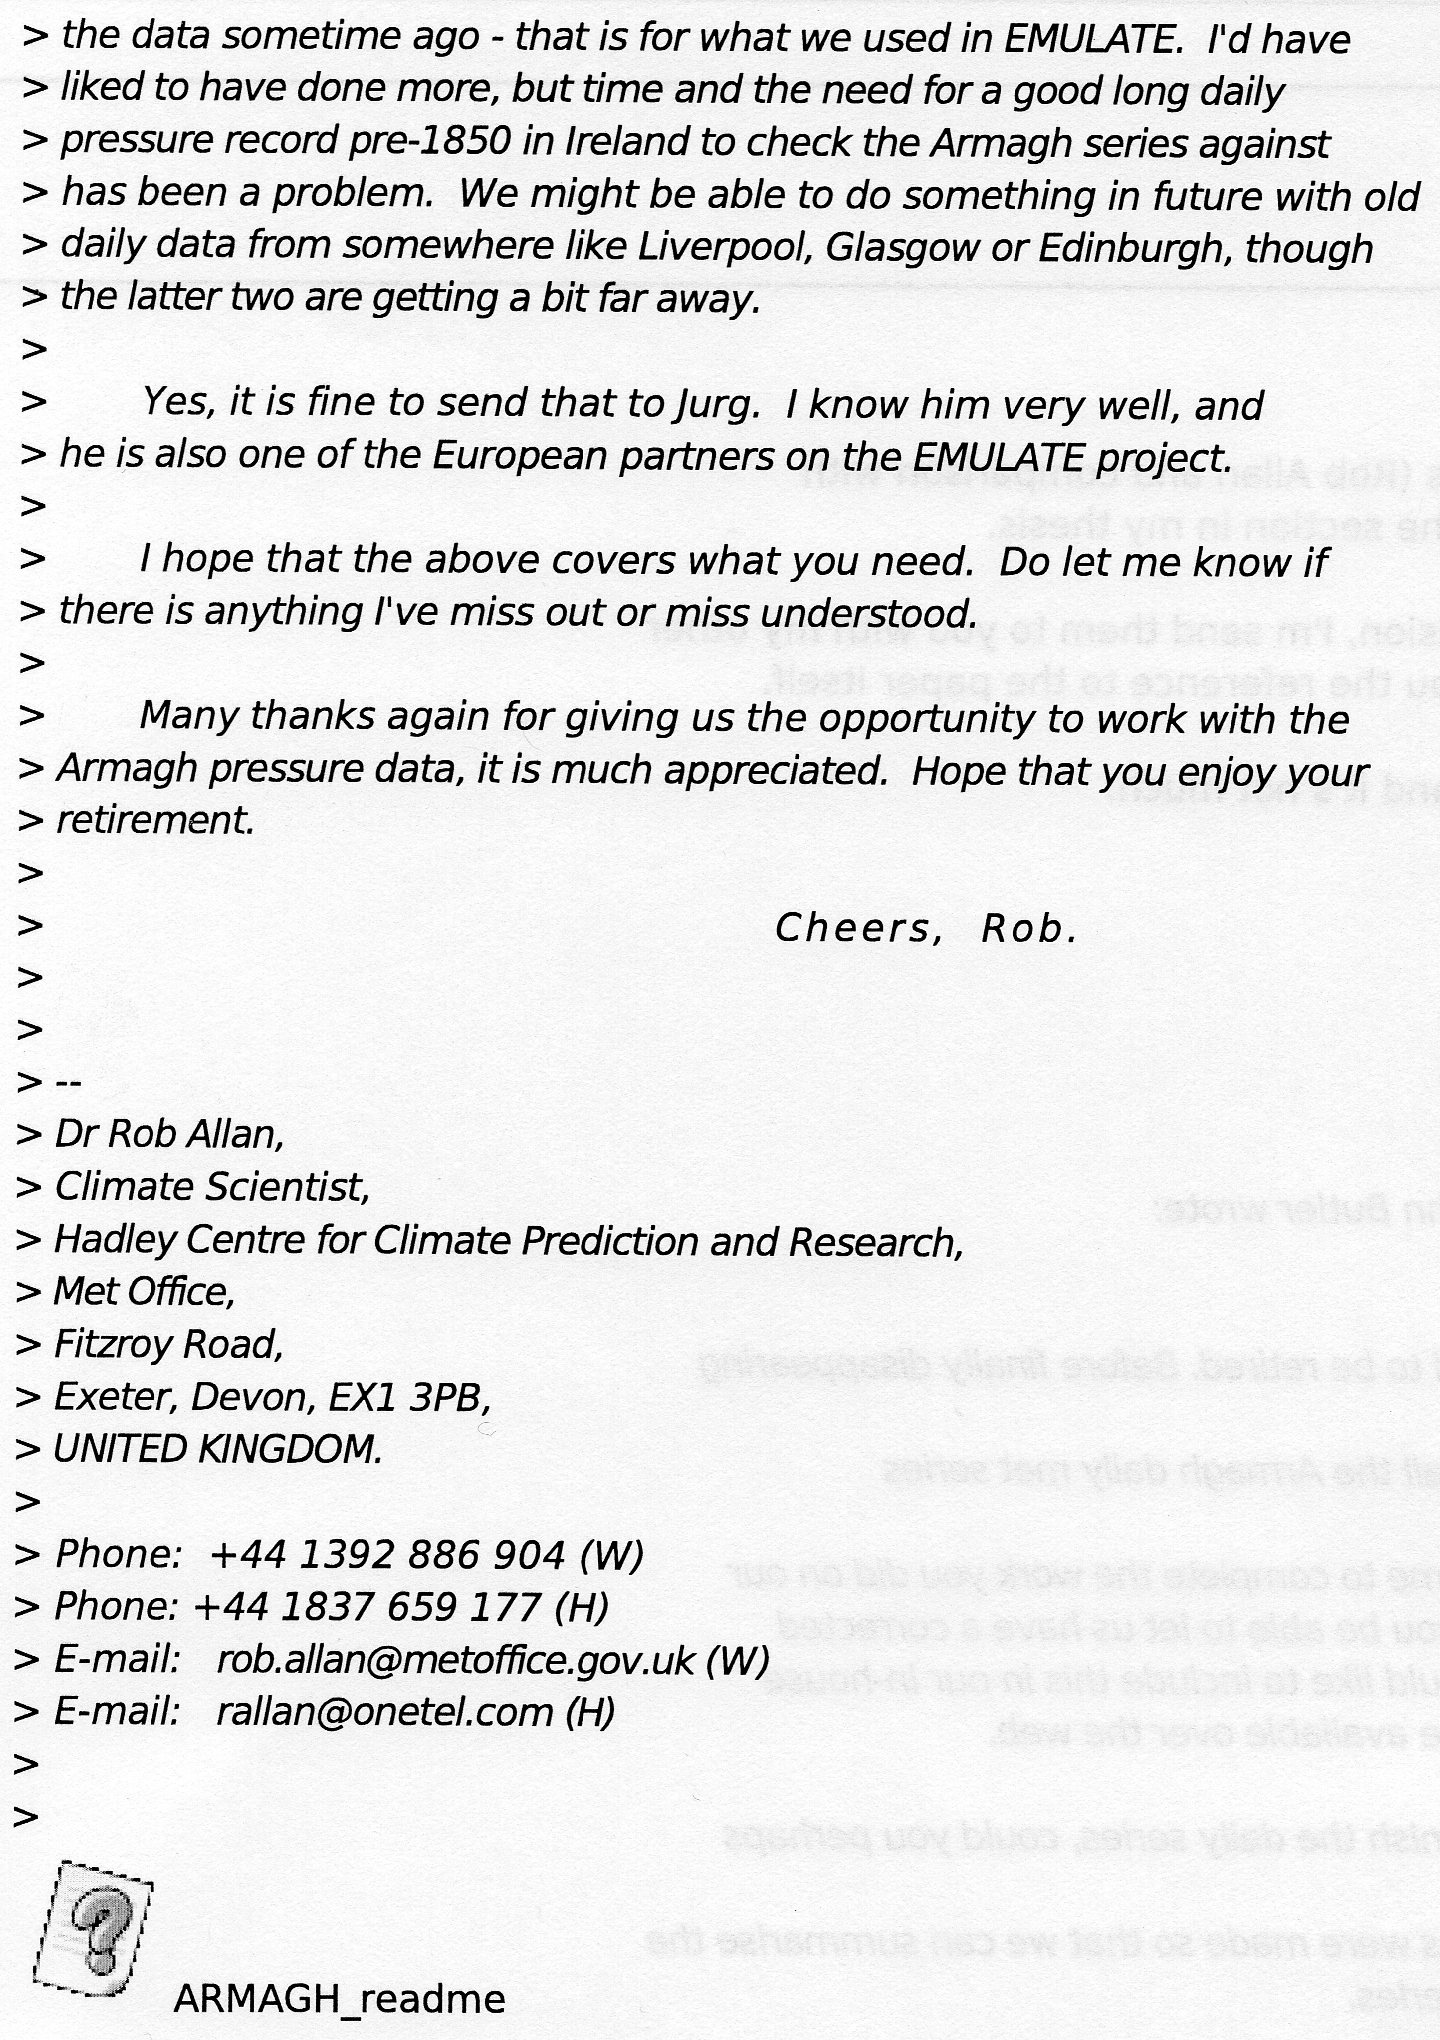 > the data sometime ago - that is for what we used in EMULATE.  I'd have
> liked to have done more, but time and the need for a good long daily
> pressure record pre-1850 in Ireland to check the Armagh series against
> has been a problem.  We might be able to do something in future with old
> daily data from somewhere like Liverpool, Glasgow or Edinburgh, though
> the latter two are getting a bit far away.
>
>        Yes, it is fine to send that to Jurg.  I know him very well, and
> he is also one of the European partners on the EMULATE project.
>
>        I hope that the above covers what you need.  Do let me know if
> there is anything I've miss out or miss understood.
>
>        Many thanks again for giving us the opportunity to work with the
> Armagh pressure data, it is much appreciated.  Hope that you enjoy your
> retirement.
>
>                                                    Cheers,  Rob.
>
>
> --
> Dr Rob Allan,
> Climate Scientist,
> Hadley Centre for Climate Prediction and Research,
> Met Office,
> Fitzroy Road,
> Exeter, Devon, EX1 3PB,
> UNITED KINGDOM.
>
> Phone:  +44 1392 886 904 (W)
> Phone: +44 1837 659 177 (H)
> E-mail:   rob.allan@metoffice.gov.uk (W)
> E-mail:   rallan@onetel.com (H)
>
>
ARMAGH_readme